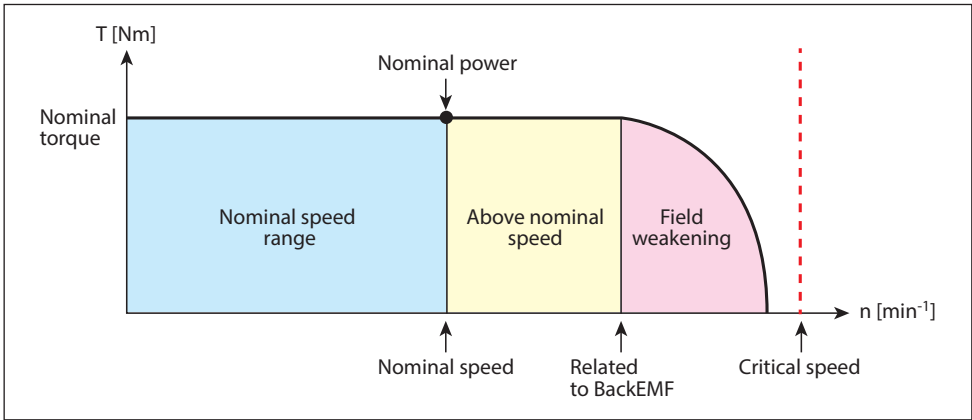 T [Nm]
Nominal power
Nominal
torque
Nominal speed
range
Above nominal
speed
Field
weakening
n [min⁻¹]
Nominal speed
Related
to BackEMF
Critical speed